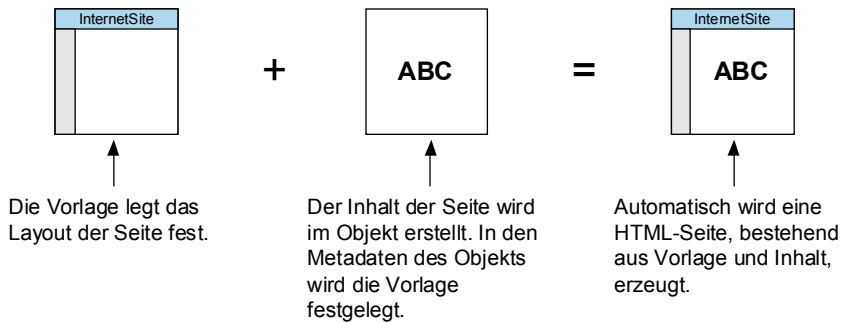 InternetSite
+
ABC
=
InternetSite
ABC
Die Vorlage legt das
Layout der Seite fest.
Der Inhalt der Seite wird
im Objekt erstellt. In den
Metadaten des Objekts
wird die Vorlage
festgelegt.
Automatisch wird eine
HTML-Seite, bestehend
aus Vorlage und Inhalt,
erzeugt.